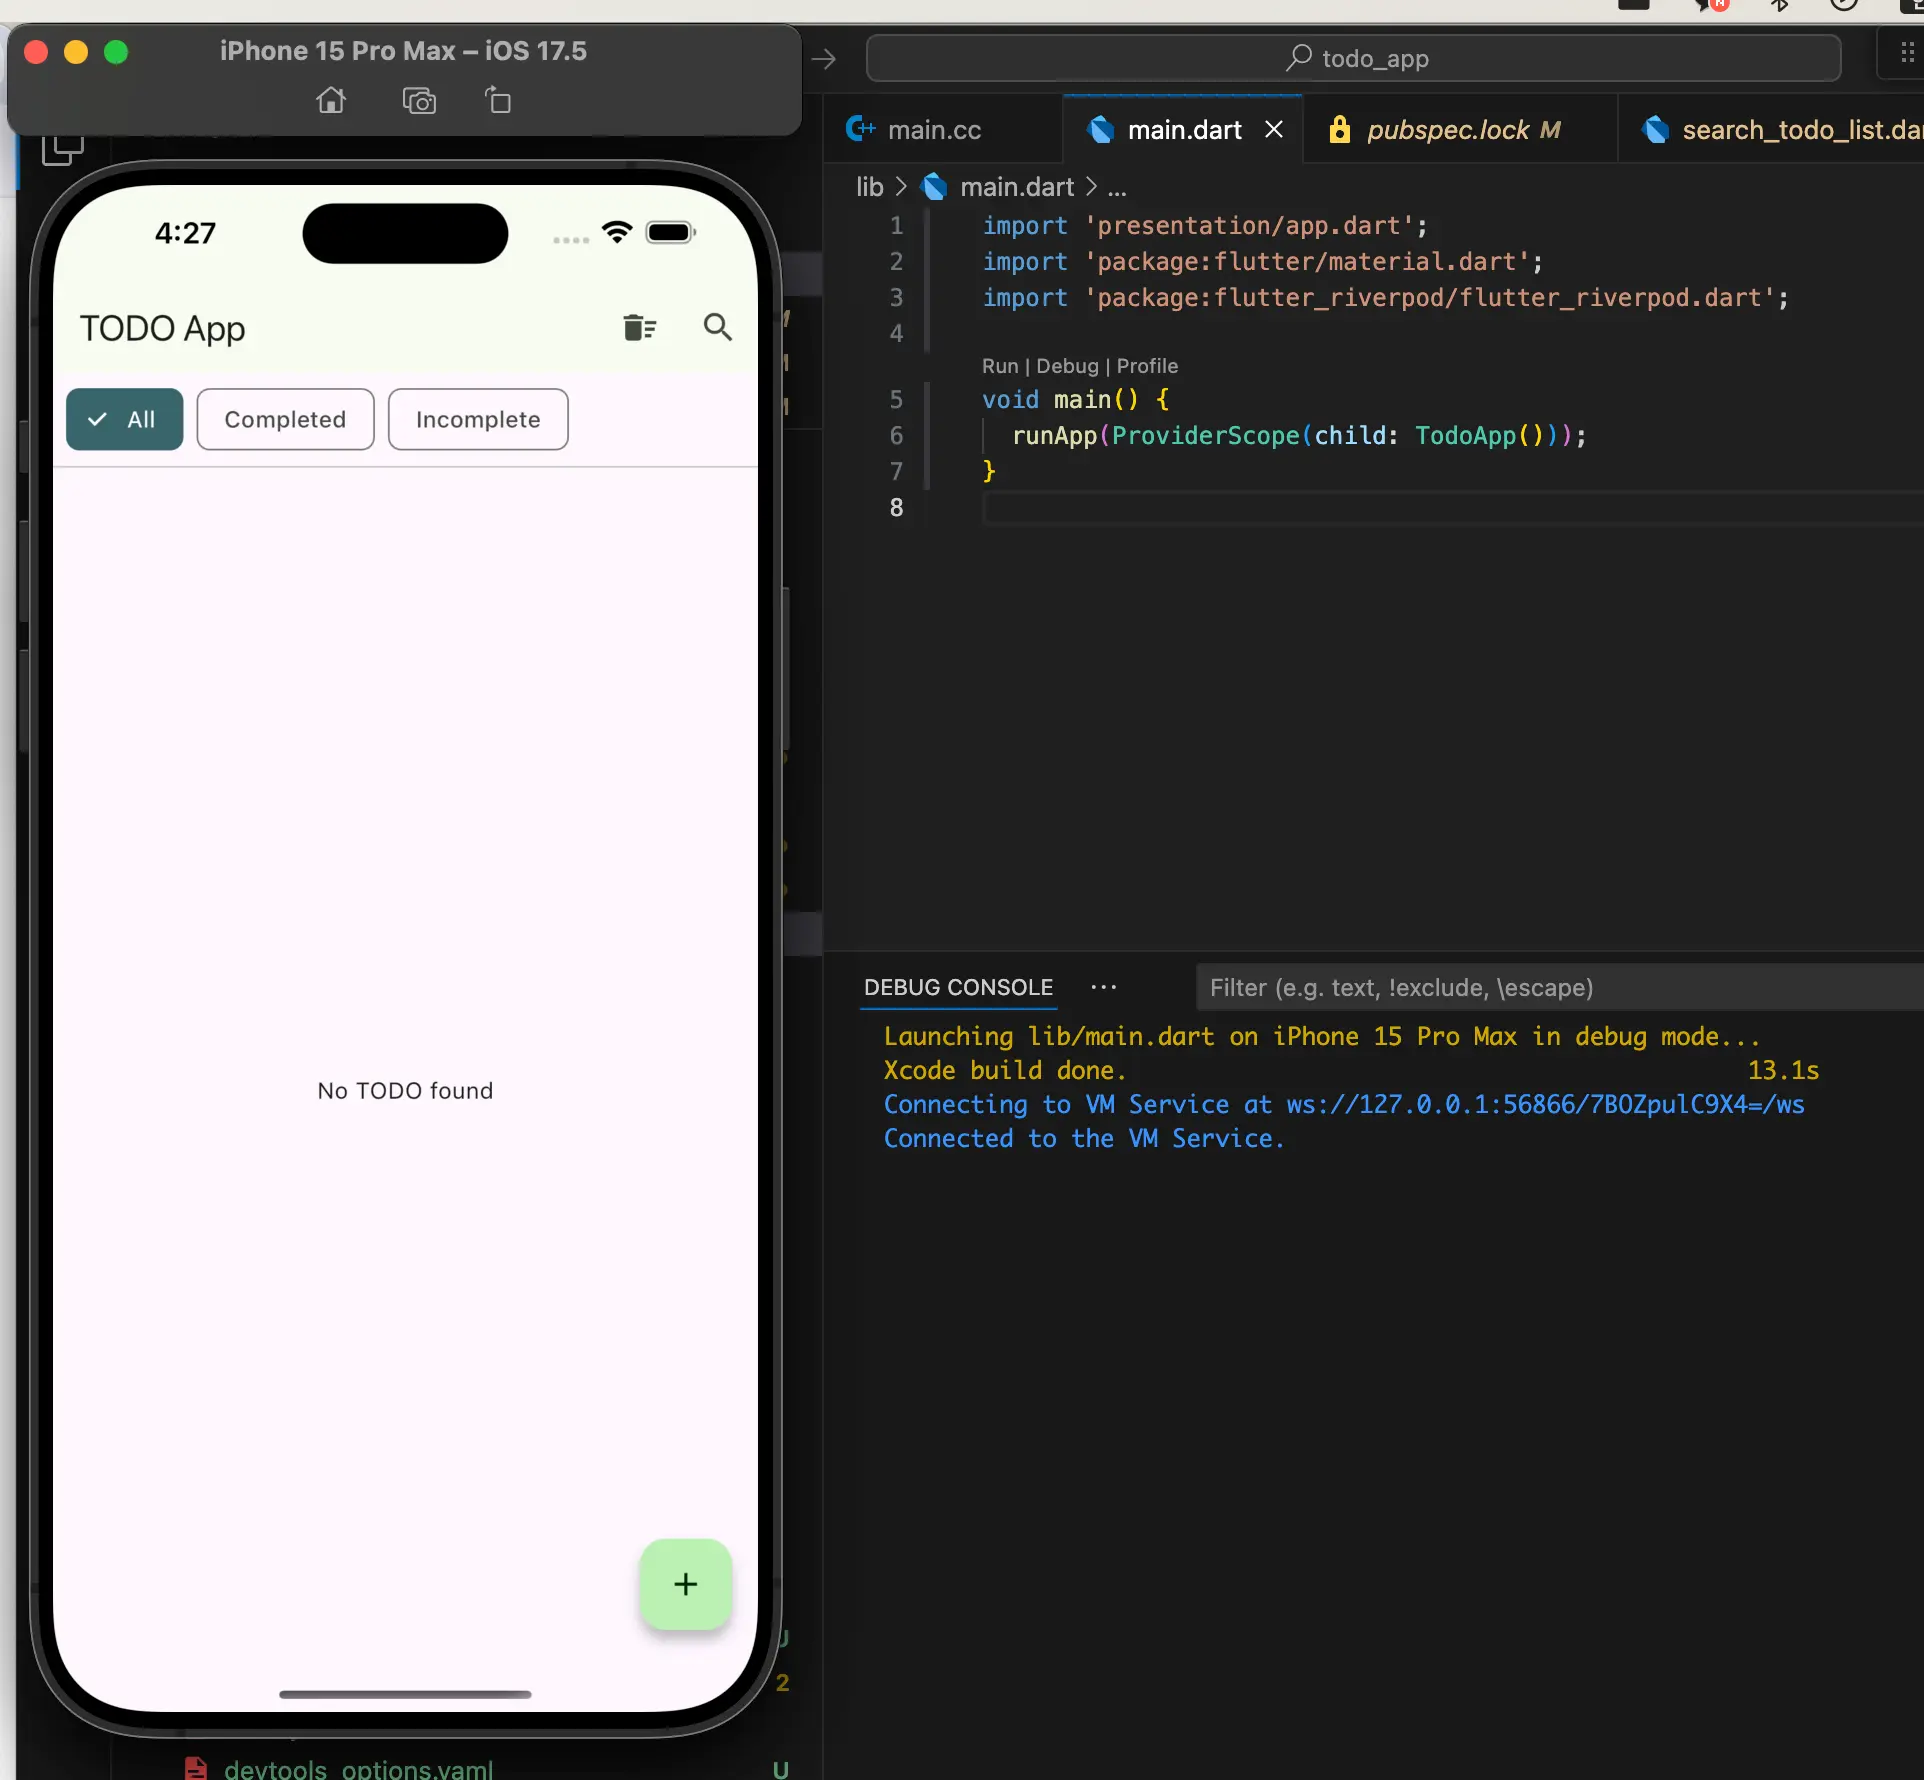 iPhone 15 Pro Max – iOS 17.5
todo_app
main.cc
main.dart
pubspec.lock M
search_todo_list.da
lib > main.dart > ...
4:27
TODO App
All
Completed
Incomplete
No TODO found
+
1 import 'presentation/app.dart';
2 import 'package:flutter/material.dart';
3 import 'package:flutter_riverpod/flutter_riverpod.dart';
4
Run | Debug | Profile
5 void main() {
6 runApp(ProviderScope(child: TodoApp()));
7 }
8
DEBUG CONSOLE
Filter (e.g. text, !exclude, \escape)
Launching lib/main.dart on iPhone 15 Pro Max in debug mode...
Xcode build done. 13.1s
Connecting to VM Service at ws://127.0.0.1:56866/7BOZpulC9X4=/ws
Connected to the VM Service.
U
2
devtools_options.yaml U